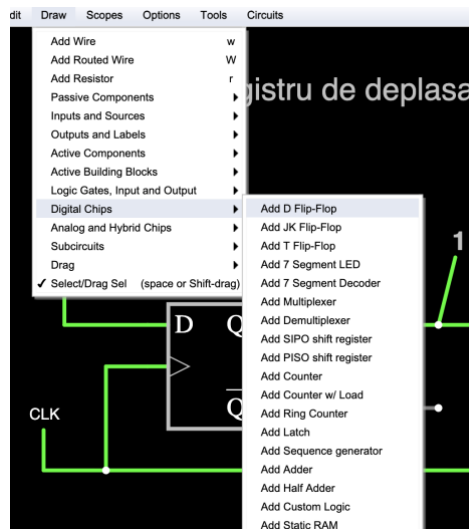 dit Draw Scopes Options Tools Circuits
Add Wire w
Add Routed Wire W
Add Resistor r
Passive Components
Inputs and Sources
Outputs and Labels
Active Components
Active Building Blocks
Logic Gates, Input and Output
Digital Chips
Analog and Hybrid Chips
Subcircuits
Drag
✓ Select/Drag Sel (space or Shift-drag)
gistru de deplasa
Add D Flip-Flop
Add JK Flip-Flop
Add T Flip-Flop
Add 7 Segment LED
Add 7 Segment Decoder
Add Multiplexer
Add Demultiplexer
Add SIPO shift register
Add PISO shift register
Add Counter
Add Counter w/ Load
Add Ring Counter
Add Latch
Add Sequence generator
Add Adder
Add Half Adder
Add Custom Logic
Add Static RAM
1
D Q
Q
CLK